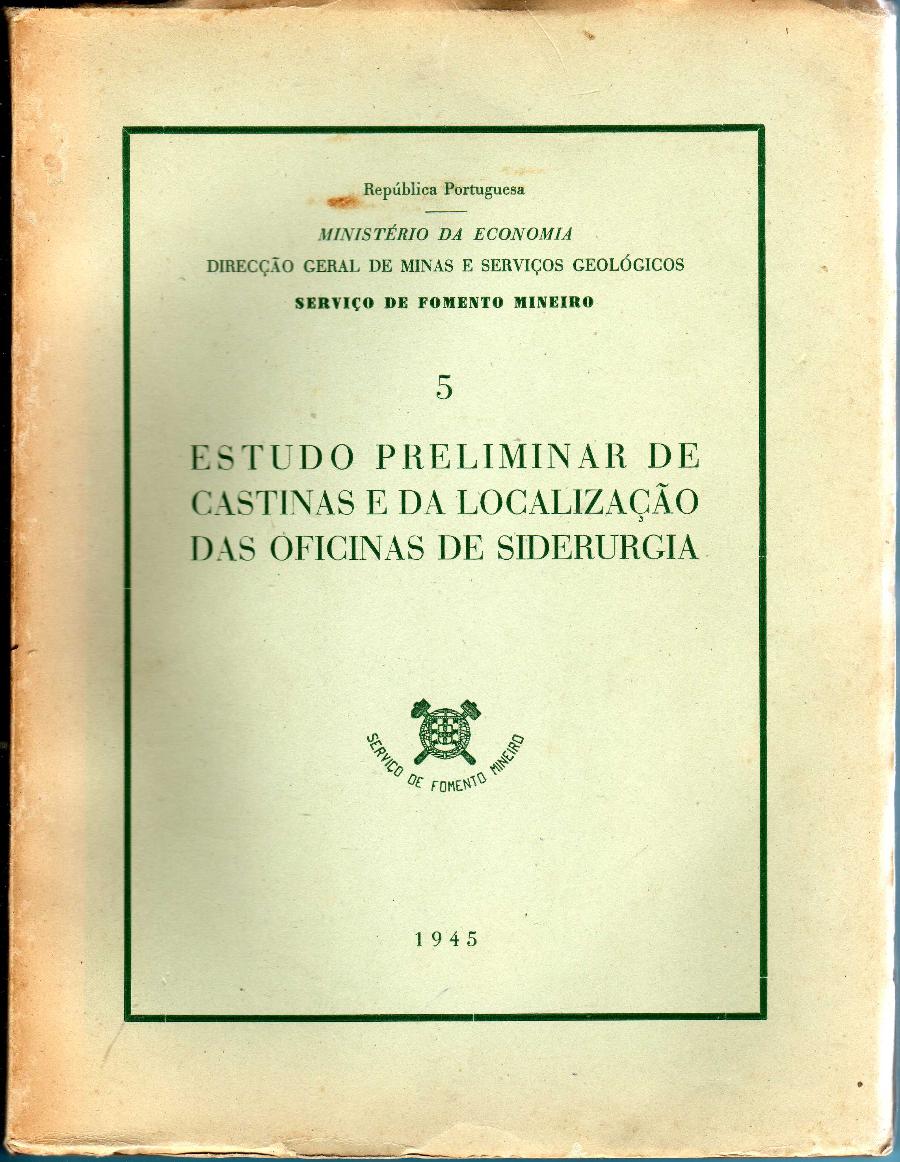 República Portuguesa
MINISTÉRIO DA ECONOMIA
DIRECÇÃO GERAL DE MINAS E SERVIÇOS GEOLÓGICOS
SERVIÇO DE FOMENTO MINEIRO
5
ESTUDO PRELIMINAR DE
CASTINAS E DA LOCALIZAÇÃO
DAS OFICINAS DE SIDERURGIA
SERVIÇO DE FOMENTO MINEIRO
1945